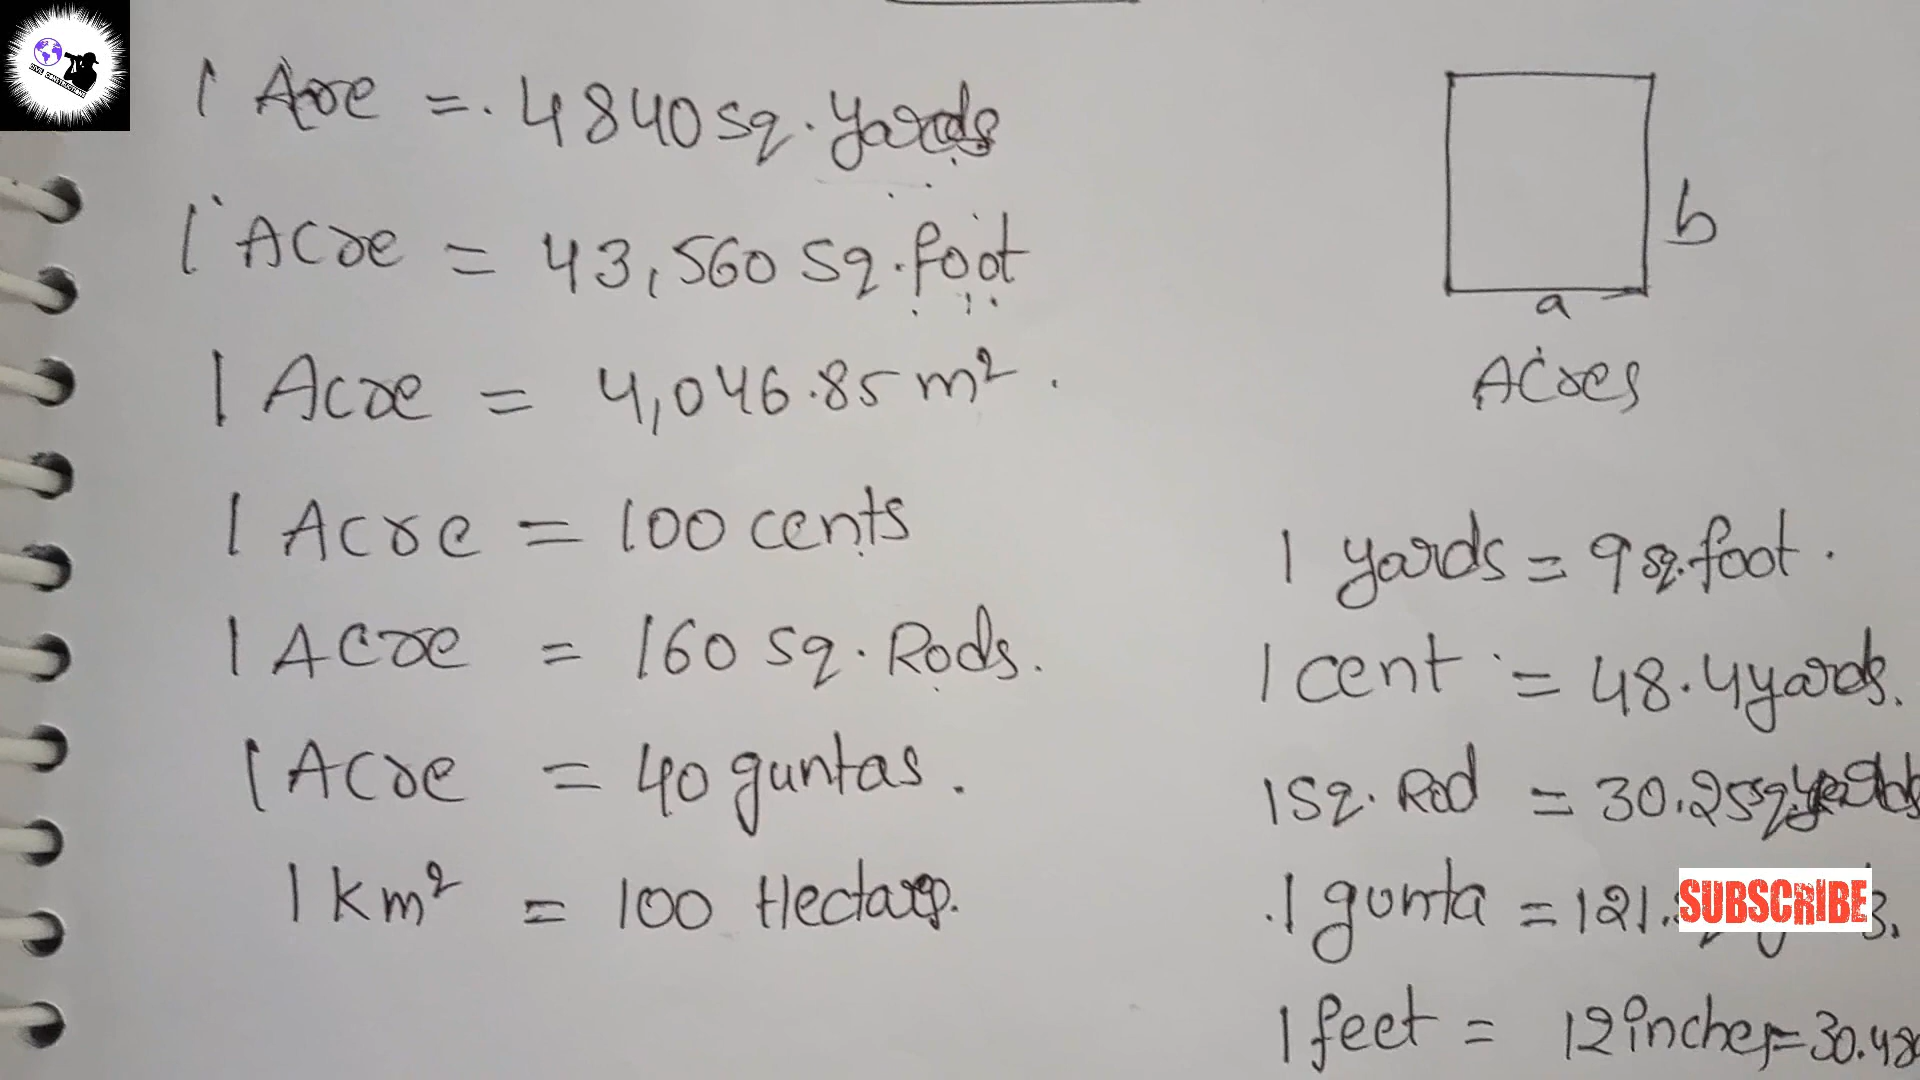 1 Acre = 4840 sq. yards
1 Acre = 43,560 sq. foot
1 Acre = 4,046.85 m²
1 Acre = 100 cents
1 Acre = 160 sq. Rods.
1 Acre = 40 guntas.
1 km² = 100 Hectares.
b
a
Acres
1 yards = 9 sq. foot.
1 cent = 48.4 yards.
1 sq. Rod = 30.25 sq. yards
1 gunta = 121.
SUBSCRIBE
1 feet = 12 inches = 30.48